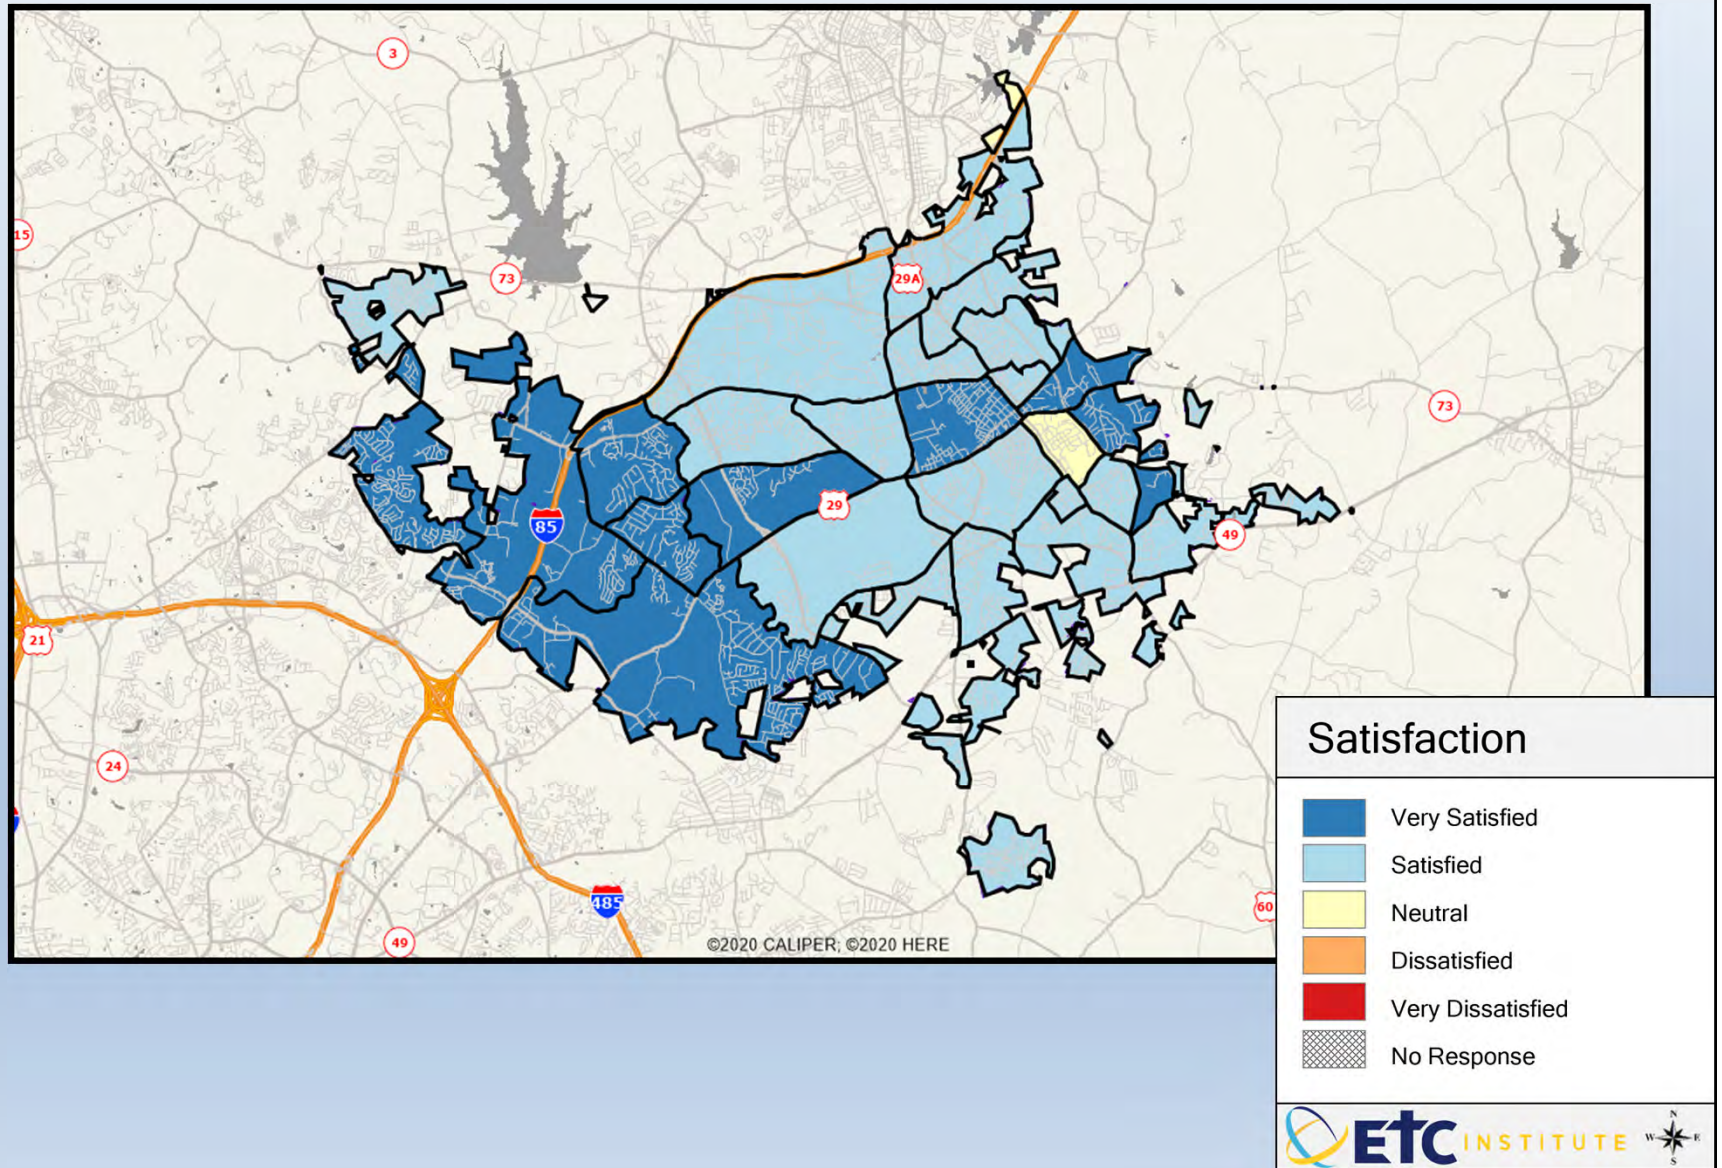 3
15
73
29A
73
29
85
49
21
24
485
60
49
©2020 CALIPER; ©2020 HERE
Satisfaction
Very Satisfied
Satisfied
Neutral
Dissatisfied
Very Dissatisfied
No Response
ETC INSTITUTE
N
W E
S